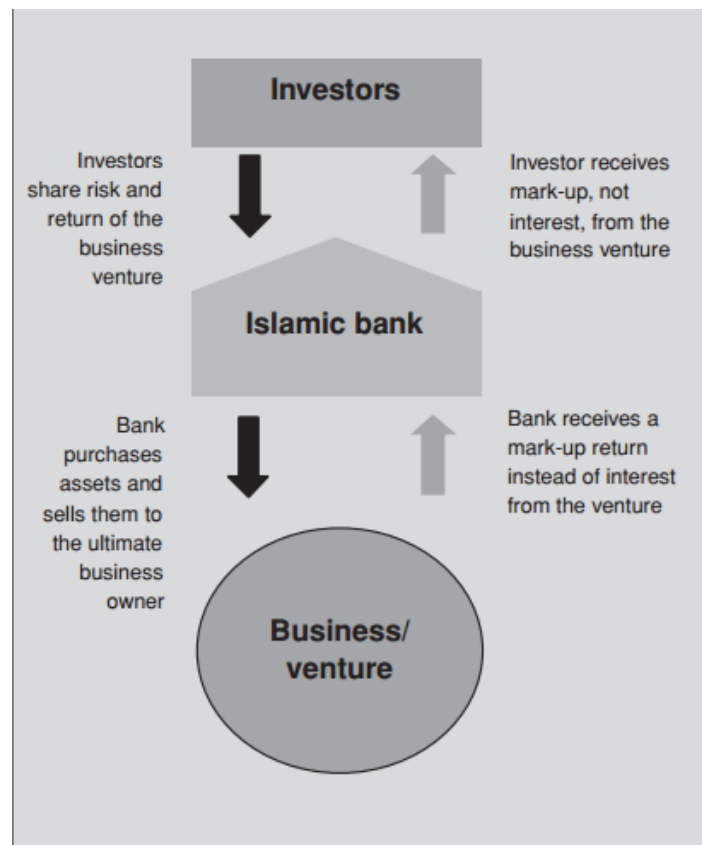 Investors
Investors
share risk and
return of the
business
venture
Investor receives
mark-up, not
interest, from the
business venture
Islamic bank
Bank
purchases
assets and
sells them to
the ultimate
business
owner
Bank receives a
mark-up return
instead of interest
from the venture
Business/
venture